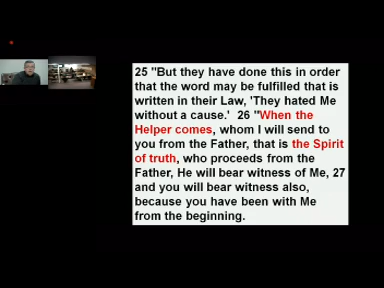 25 "But they have done this in order
that the word may be fulfilled that is
written in their Law, 'They hated Me
without a cause.'  26 "When the
Helper comes, whom I will send to
you from the Father, that is the Spirit
of truth, who proceeds from the
Father, He will bear witness of Me, 27
and you will bear witness also,
because you have been with Me
from the beginning.